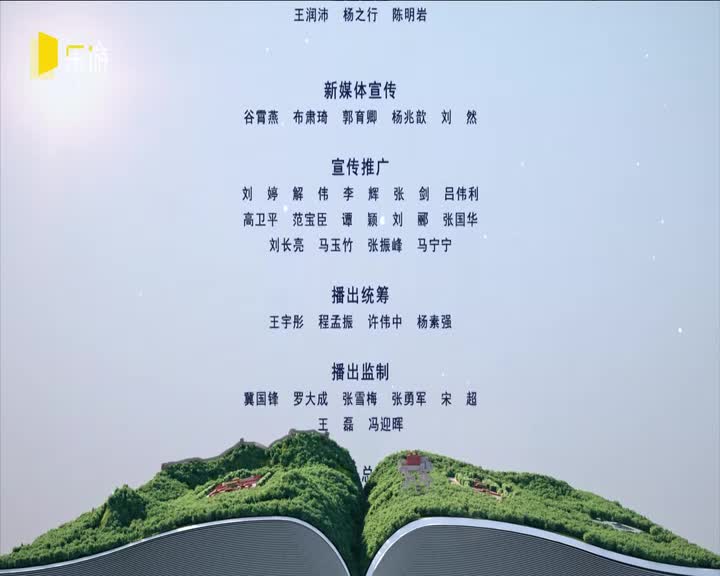 王润沛 杨之行 陈明岩
乐游
新媒体宣传
谷霄燕 布肃琦 郭育卿 杨兆歆 刘然
宣传推广
刘婷 解伟 李辉 张剑 吕伟利
高卫平 范宝臣 谭颖 刘郦 张国华
刘长亮 马玉竹 张振峰 马宁宁
播出统筹
王宇彤 程孟振 许伟中 杨素强
播出监制
冀国锋 罗大成 张雪梅 张勇军 宋超
王磊 冯迎晖
总